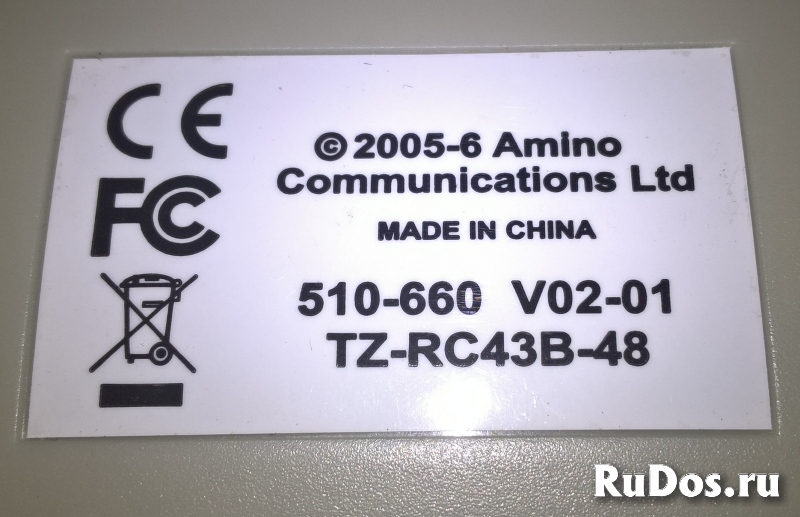 CE
FC
© 2005-6 Amino
Communications Ltd
MADE IN CHINA
510-660 V02-01
TZ-RC43B-48
RuDos.ru